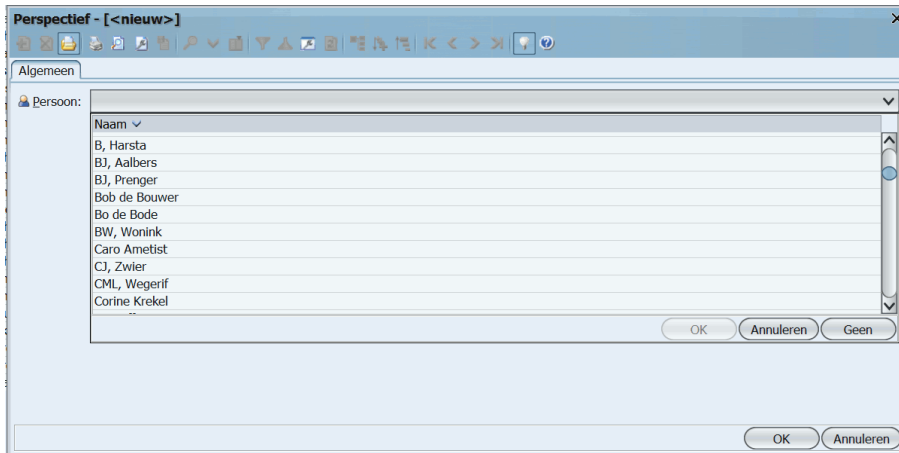 Perspectief - [<nieuw>]
Algemeen
Persoon:
Naam
B, Harsta
BJ, Aalbers
BJ, Prenger
Bob de Bouwer
Bo de Bode
BW, Wonink
Caro Ametist
CJ, Zwier
CML, Wegerif
Corine Krekel
OK Annuleren Geen
OK Annuleren